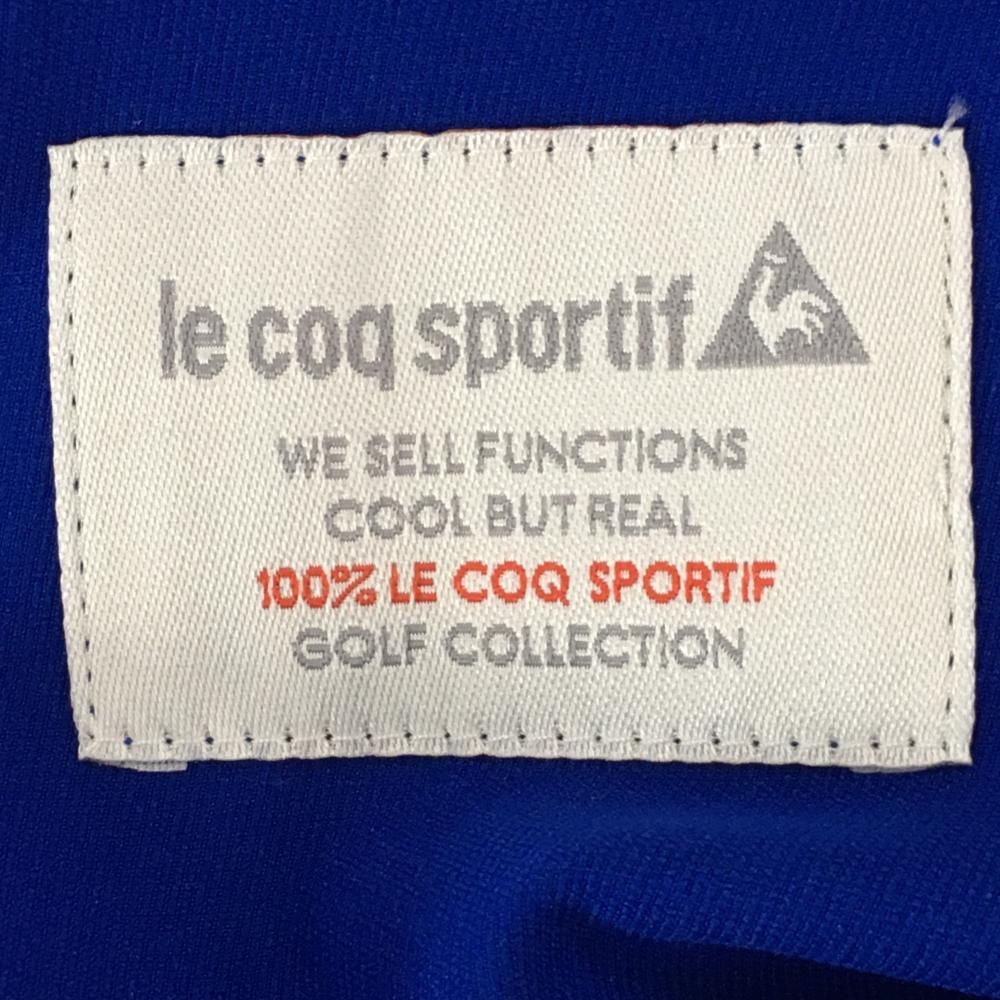 le coq sportif
WE SELL FUNCTIONS
COOL BUT REAL
100% LE COQ SPORTIF
GOLF COLLECTION